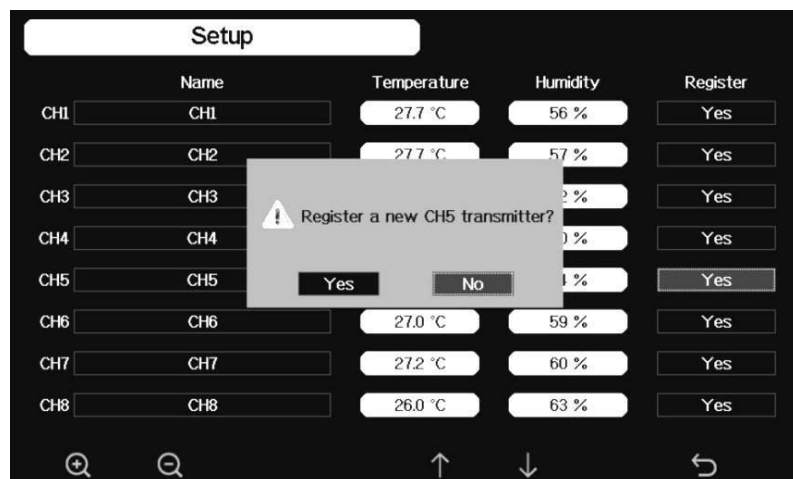 Setup
Name Temperature Humidity Register
CH1 CH1 27.7 °C 56 % Yes
CH2 CH2 27.7 °C 57 % Yes
CH3 CH3 % Yes
Register a new CH5 transmitter?
CH4 CH4 % Yes
CH5 CH5 % Yes
Yes No
CH6 CH6 27.0 °C 59 % Yes
CH7 CH7 27.2 °C 60 % Yes
CH8 CH8 26.0 °C 63 % Yes